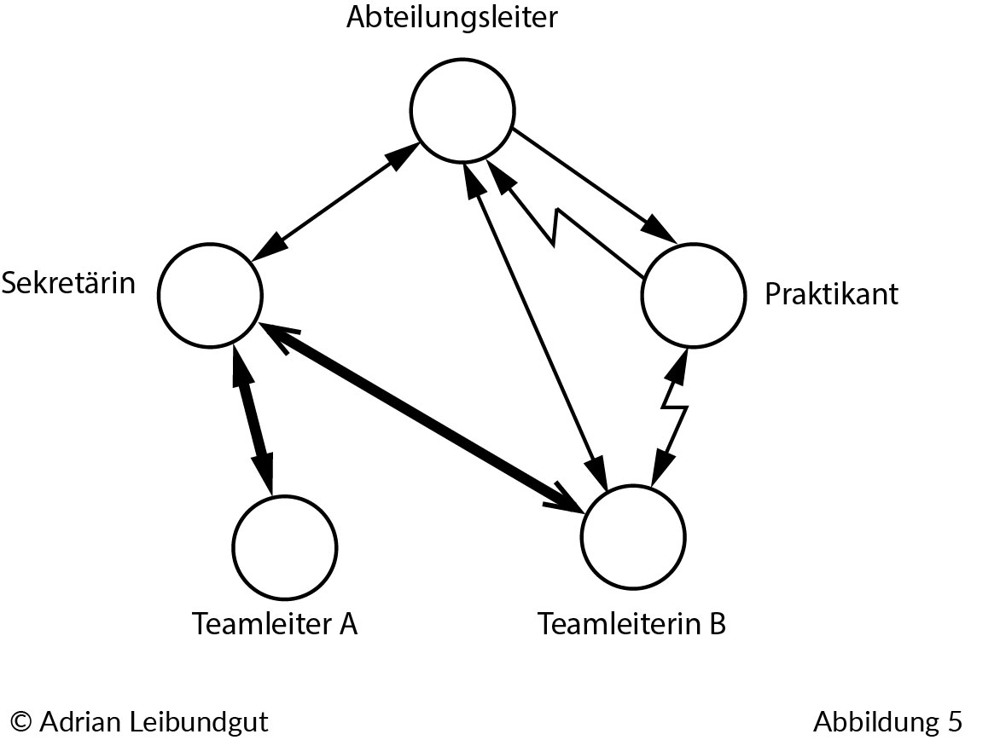 Abteilungsleiter
Sekretärin
Praktikant
Teamleiter A
Teamleiterin B
© Adrian Leibundgut
Abbildung 5